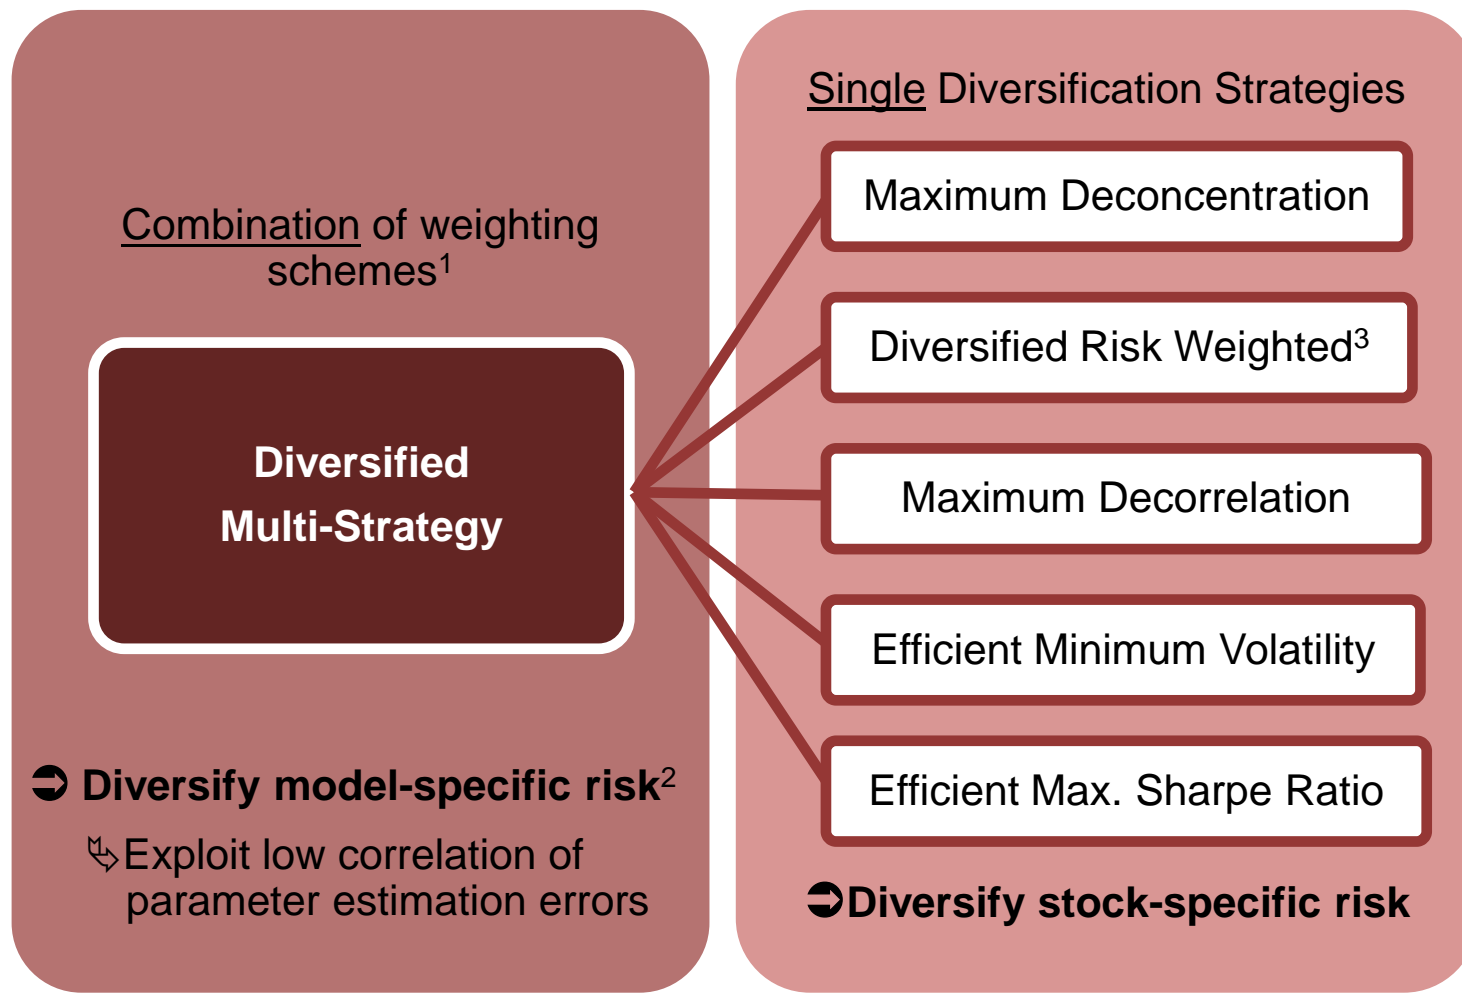 Combination of weighting
schemes¹
Diversified
Multi-Strategy
➲ Diversify model-specific risk²
↳Exploit low correlation of
parameter estimation errors
Single Diversification Strategies
Maximum Deconcentration
Diversified Risk Weighted³
Maximum Decorrelation
Efficient Minimum Volatility
Efficient Max. Sharpe Ratio
➲Diversify stock-specific risk